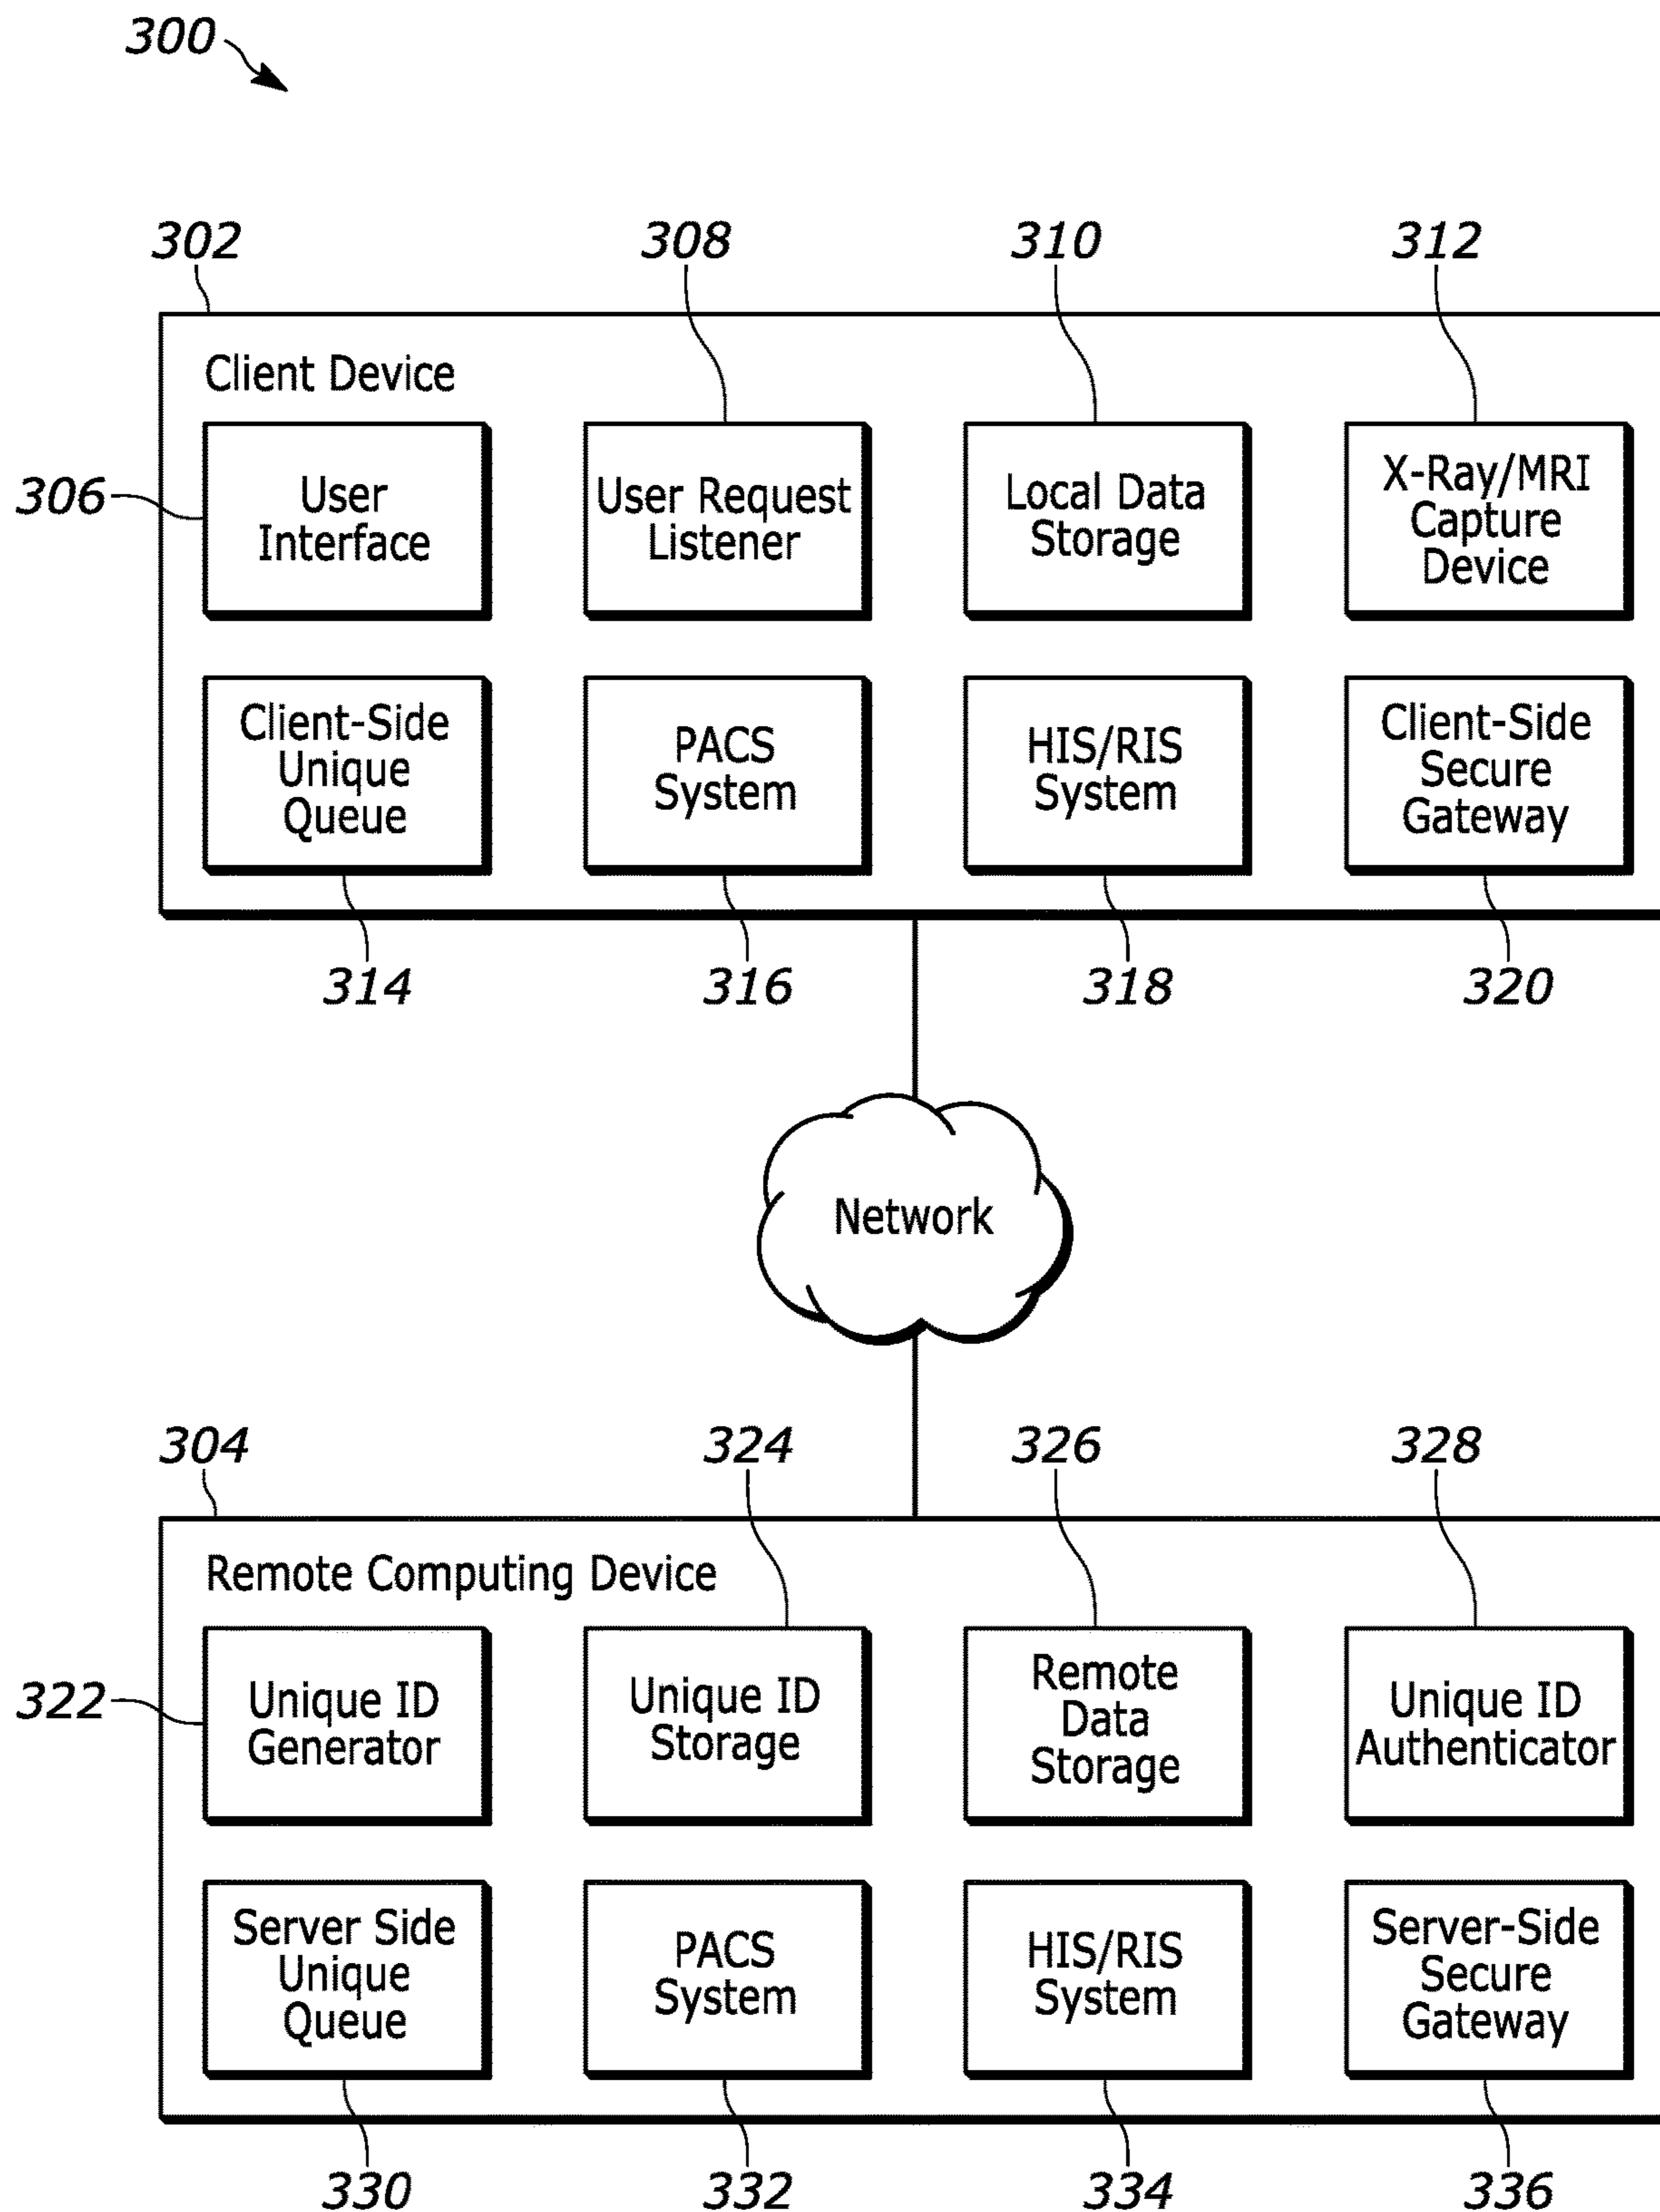 300
302
308
310
312
Client Device
306
User
Interface
User Request
Listener
Local Data
Storage
X-Ray/MRI
Capture
Device
Client-Side
Unique
Queue
PACS
System
HIS/RIS
System
Client-Side
Secure
Gateway
314
316
318
320
Network
304
324
326
328
Remote Computing Device
322
Unique ID
Generator
Unique ID
Storage
Remote
Data
Storage
Unique ID
Authenticator
Server Side
Unique
Queue
PACS
System
HIS/RIS
System
Server-Side
Secure
Gateway
330
332
334
336